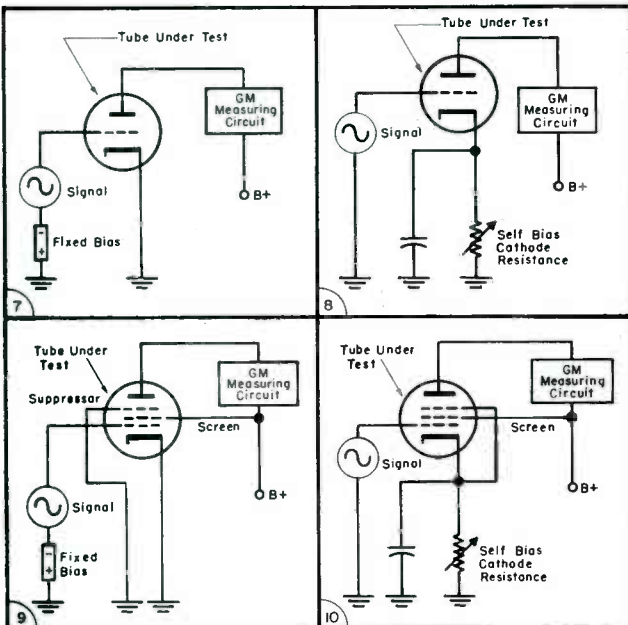 Tube Under Test
GM
Measuring
Circuit
Signal
B+
- +
Fixed Bias
7
Tube Under Test
GM
Measuring
Circuit
Signal
B+
Self Bias
Cathode
Resistance
8
Tube Under
Test
GM
Measuring
Circuit
Suppressor
Screen
Signal
B+
- +
Fixed
Bias
9
Tube Under
Test
GM
Measuring
Circuit
Screen
Signal
B+
Self Bias
Cathode
Resistance
10